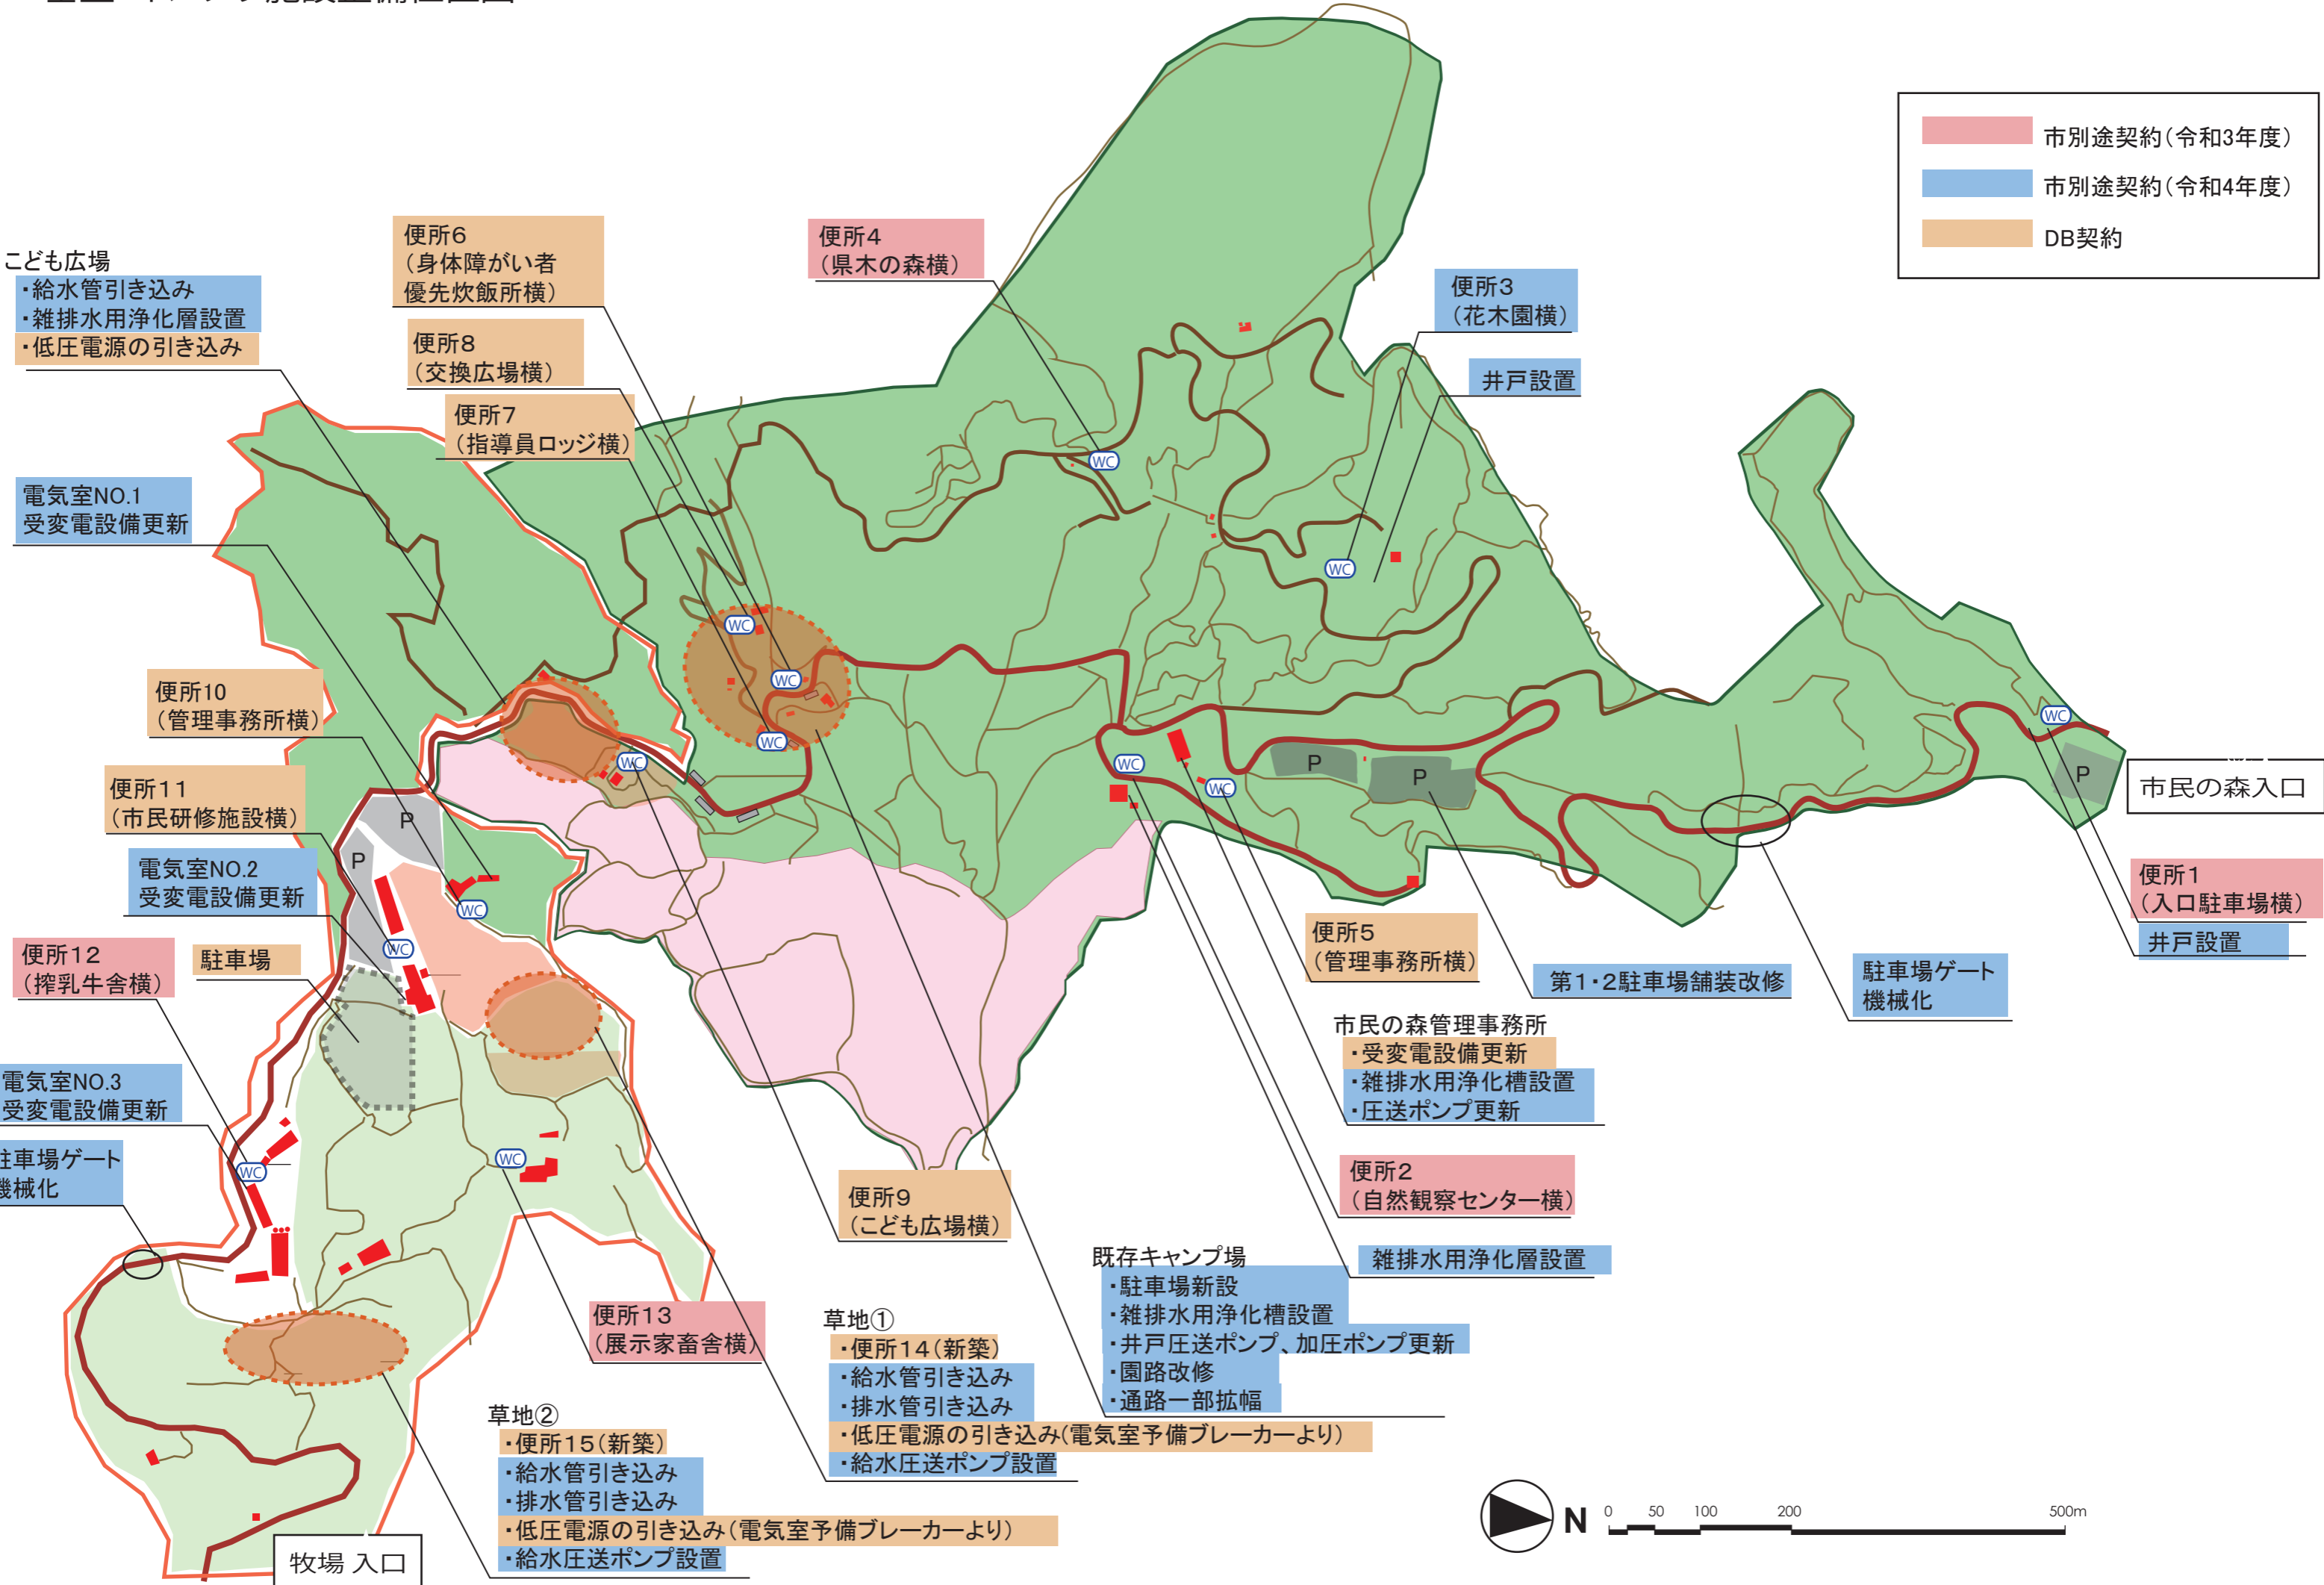 市別途契約(令和3年度)
市別途契約(令和4年度)
DB契約
こども広場
・給水管引き込み
・雑排水用浄化層設置
・低圧電源の引き込み
便所6
(身体障がい者
優先炊飯所横)
便所8
(交換広場横)
便所7
(指導員ロッジ横)
便所4
(県木の森横)
便所3
(花木園横)
井戸設置
電気室NO.1
受変電設備更新
便所10
(管理事務所横)
便所11
(市民研修施設横)
電気室NO.2
受変電設備更新
便所12
(搾乳牛舎横)
駐車場
電気室NO.3
受変電設備更新
駐車場ゲート
機械化
牧場 入口
WC
WC
WC
WC
WC
WC
WC
WC
WC
WC
WC
WC
WC
P
P
P
P
P
市民の森入口
便所1
(入口駐車場横)
井戸設置
駐車場ゲート
機械化
第1・2駐車場舗装改修
便所5
(管理事務所横)
市民の森管理事務所
・受変電設備更新
・雑排水用浄化槽設置
・圧送ポンプ更新
便所2
(自然観察センター横)
雑排水用浄化層設置
便所9
(こども広場横)
既存キャンプ場
・駐車場新設
・雑排水用浄化槽設置
・井戸圧送ポンプ、加圧ポンプ更新
・園路改修
・通路一部拡幅
便所13
(展示家畜舎横)
草地①
・便所14(新築)
・給水管引き込み
・排水管引き込み
・低圧電源の引き込み(電気室予備ブレーカーより)
・給水圧送ポンプ設置
草地②
・便所15(新築)
・給水管引き込み
・排水管引き込み
・低圧電源の引き込み(電気室予備ブレーカーより)
・給水圧送ポンプ設置
N
0 50 100 200 500m